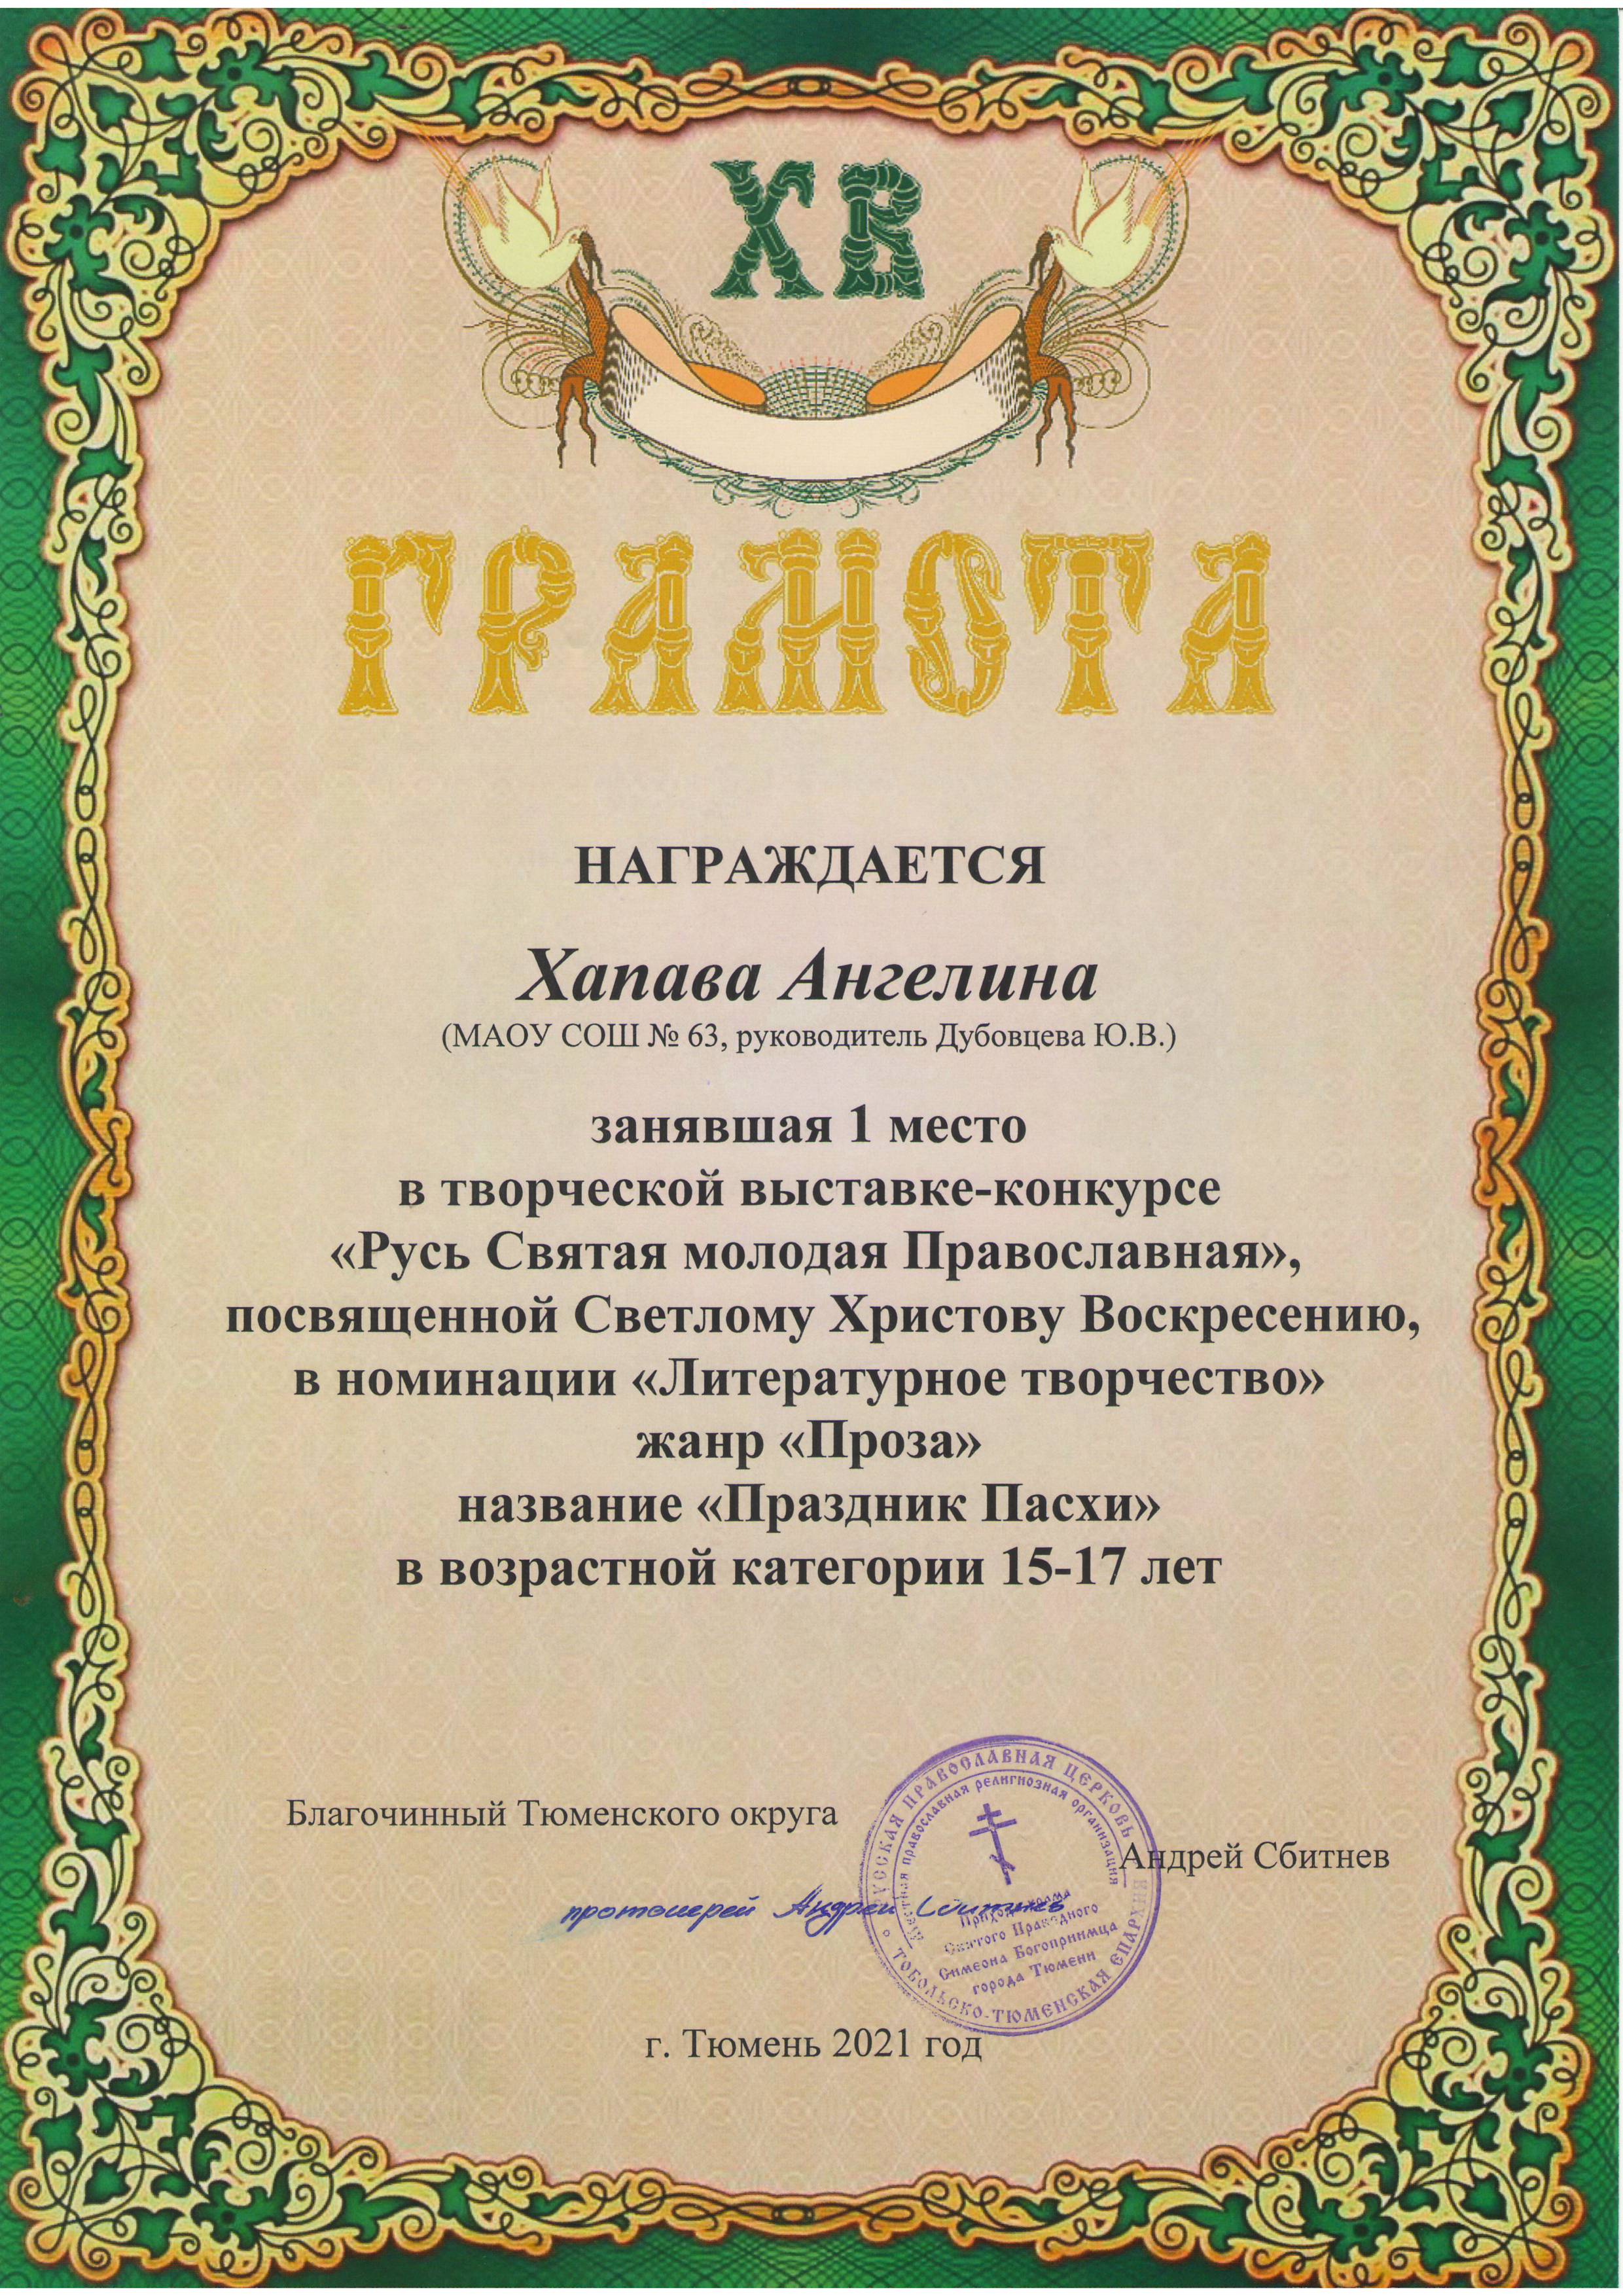 ХВ
ГРАМОТА
НАГРАЖДАЕТСЯ
Хапава Ангелина
(МАОУ СОШ № 63, руководитель Дубовцева Ю.В.)
занявшая 1 место
в творческой выставке-конкурсе
«Русь Святая молодая Православная»,
посвященной Светлому Христову Воскресению,
в номинации «Литературное творчество»
жанр «Проза»
название «Праздник Пасхи»
в возрастной категории 15-17 лет
Благочинный Тюменского округа
Андрей Сбитнев
протоиерей Андрей Сбитнев
РУССКАЯ ПРАВОСЛАВНАЯ ЦЕРКОВЬ
ТОБОЛЬСКО-ТЮМЕНСКАЯ ЕПАРХИЯ
Местная православная религиозная организация
Приход храма
Святого Праведного
Симеона Богоприимца
города Тюмени
г. Тюмень 2021 год